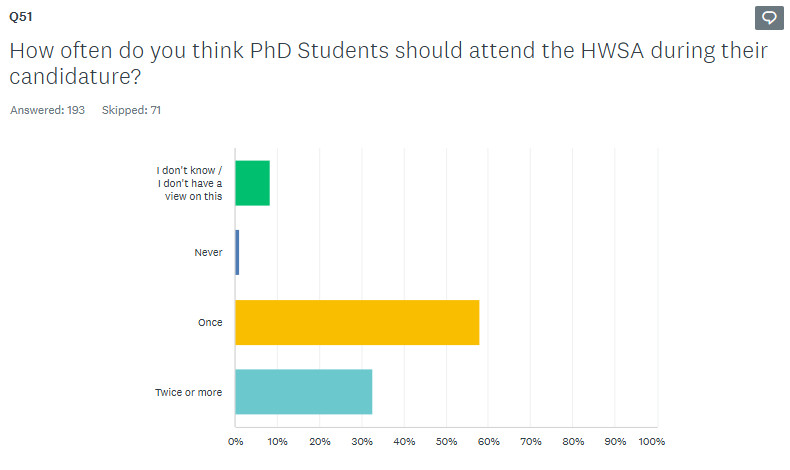 Q51
How often do you think PhD Students should attend the HWSA during their
candidature?
Answered: 193 Skipped: 71
I don't know /
I don't have a
view on this
Never
Once
Twice or more
0% 10% 20% 30% 40% 50% 60% 70% 80% 90% 100%